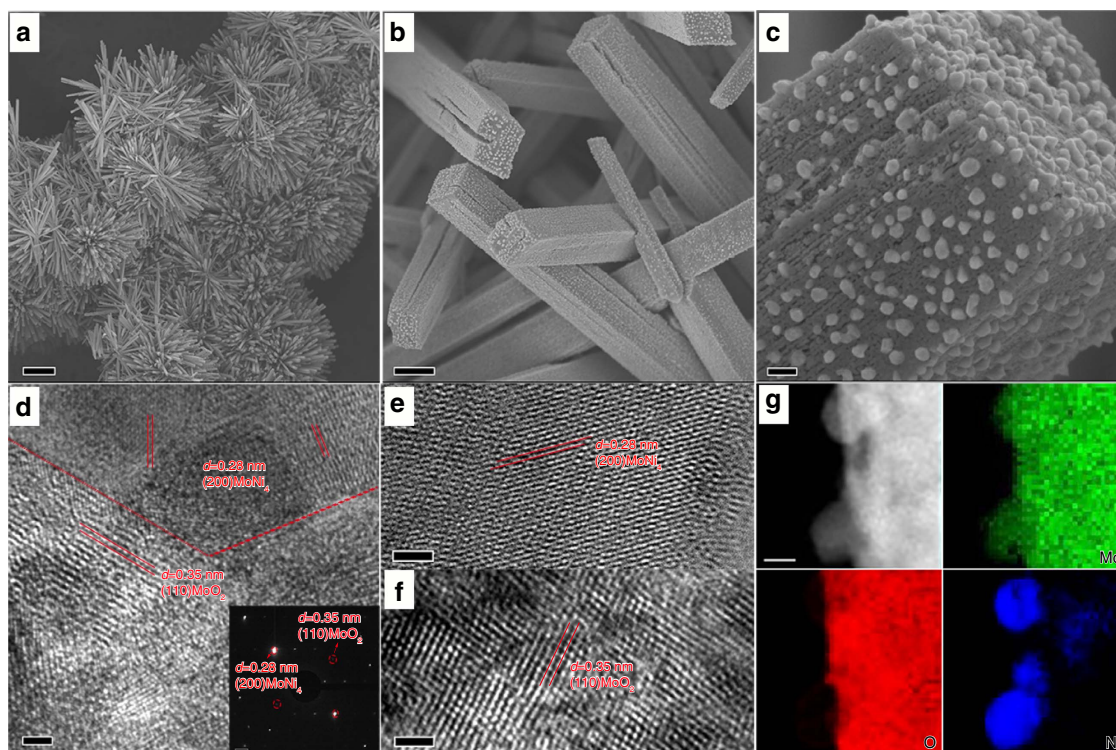 a
b
c
d
d=0.28 nm
(200)MoNi4
d=0.35 nm
(110)MoO2
d=0.35 nm
(110)MoO2
d=0.28 nm
(200)MoNi4
e
d=0.28 nm
(200)MoNi4
f
d=0.35 nm
(110)MoO2
g
Mo
O